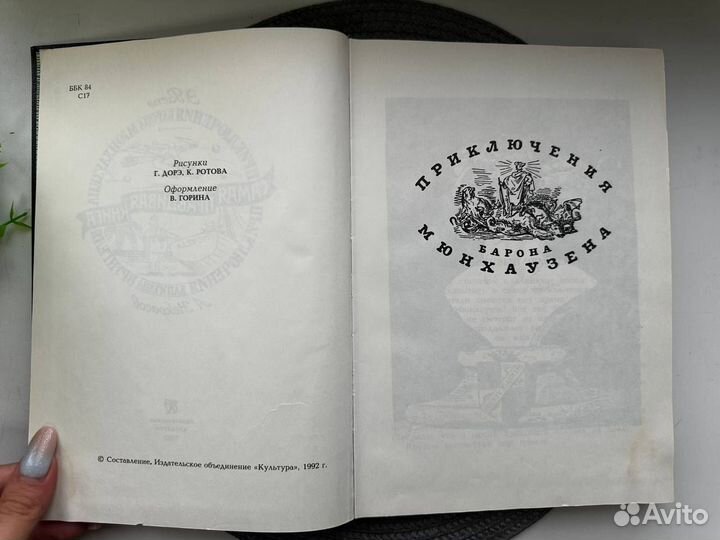 ББК 84
С17
Рисунки
Г. ДОРЭ, К. РОТОВА
Оформление
В. ГОРИНА
© Составление. Издательское объединение «Культура», 1992 г.
ПРИКЛЮЧЕНИЯ
БАРОНА
МЮНХАУЗЕНА
Avito